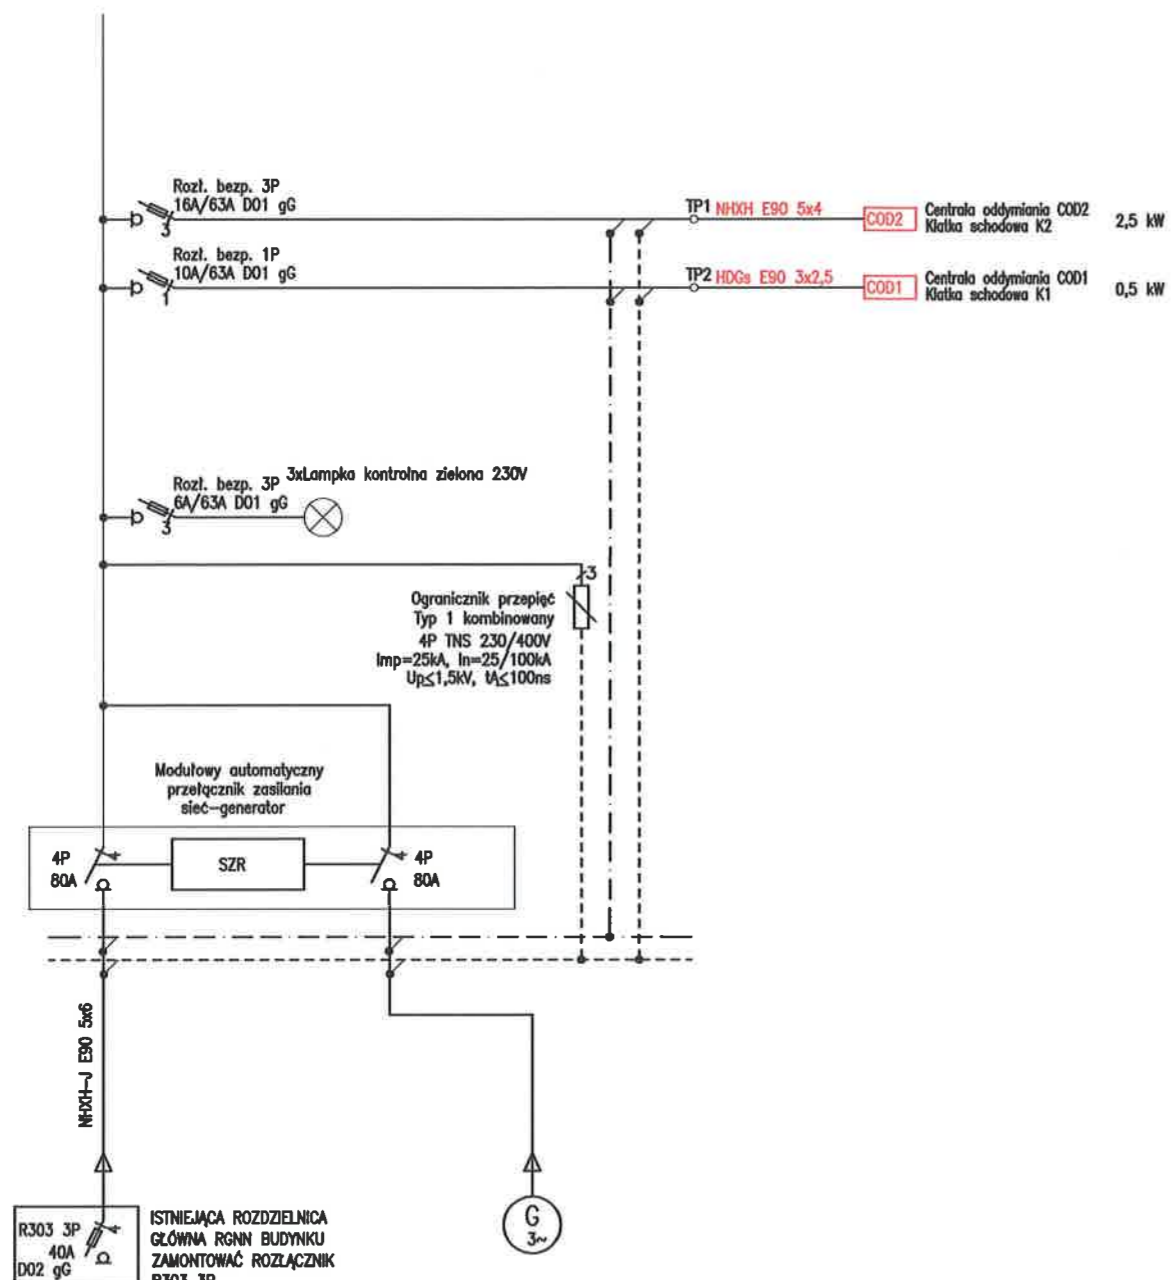 Rozł. bezp. 3P
16A/63A D01 gG
3
TP1 NHXH E90 5x4
COD2
Centrala oddymiania COD2
Klatka schodowa K2
2,5 kW
Rozł. bezp. 1P
10A/63A D01 gG
1
TP2 HDGs E90 3x2,5
COD1
Centrala oddymiania COD1
Klatka schodowa K1
0,5 kW
Rozł. bezp. 3P
6A/63A D01 gG
3
3xLampka kontrolna zielona 230V
3
Ogranicznik przepięć
Typ 1 kombinowany
4P TNS 230/400V
Imp=25kA, In=25/100kA
Up≤1,5kV, tA≤100ns
Modułowy automatyczny
przełącznik zasilania
sieć-generator
4P
80A
4
SZR
4
4P
80A
NHXH-J E90 5x6
R303 3P
40A
D02 gG
4
ISTNIEJĄCA ROZDZIELNICA
GŁÓWNA RGNN BUDYNKU
ZAMONTOWAĆ ROZŁĄCZNIK
R303 3P
G
3~